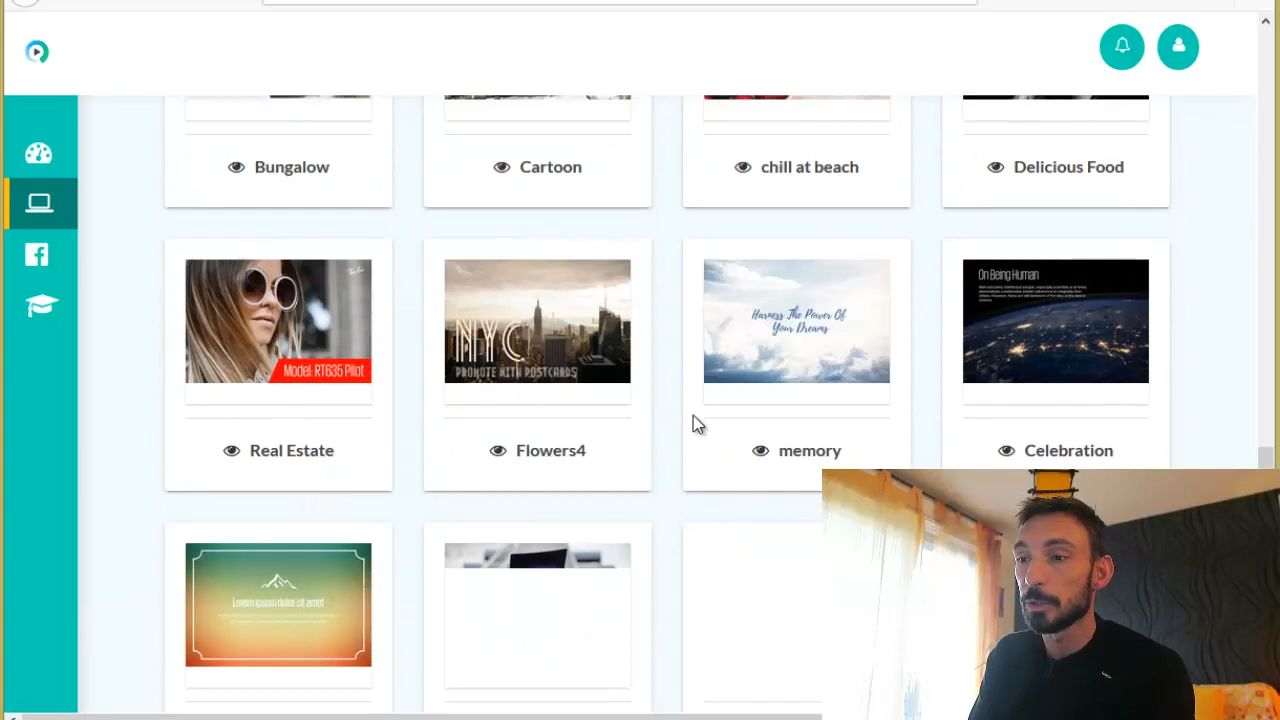 Bungalow
Cartoon
chill at beach
Delicious Food
Model: RT635 Pilot
NYC
PROMOTE WITH POSTCARDS
Harness The Power Of
Your Dreams
On Being Human
Real Estate
Flowers4
memory
Celebration
Lorem ipsum dolor sit amet